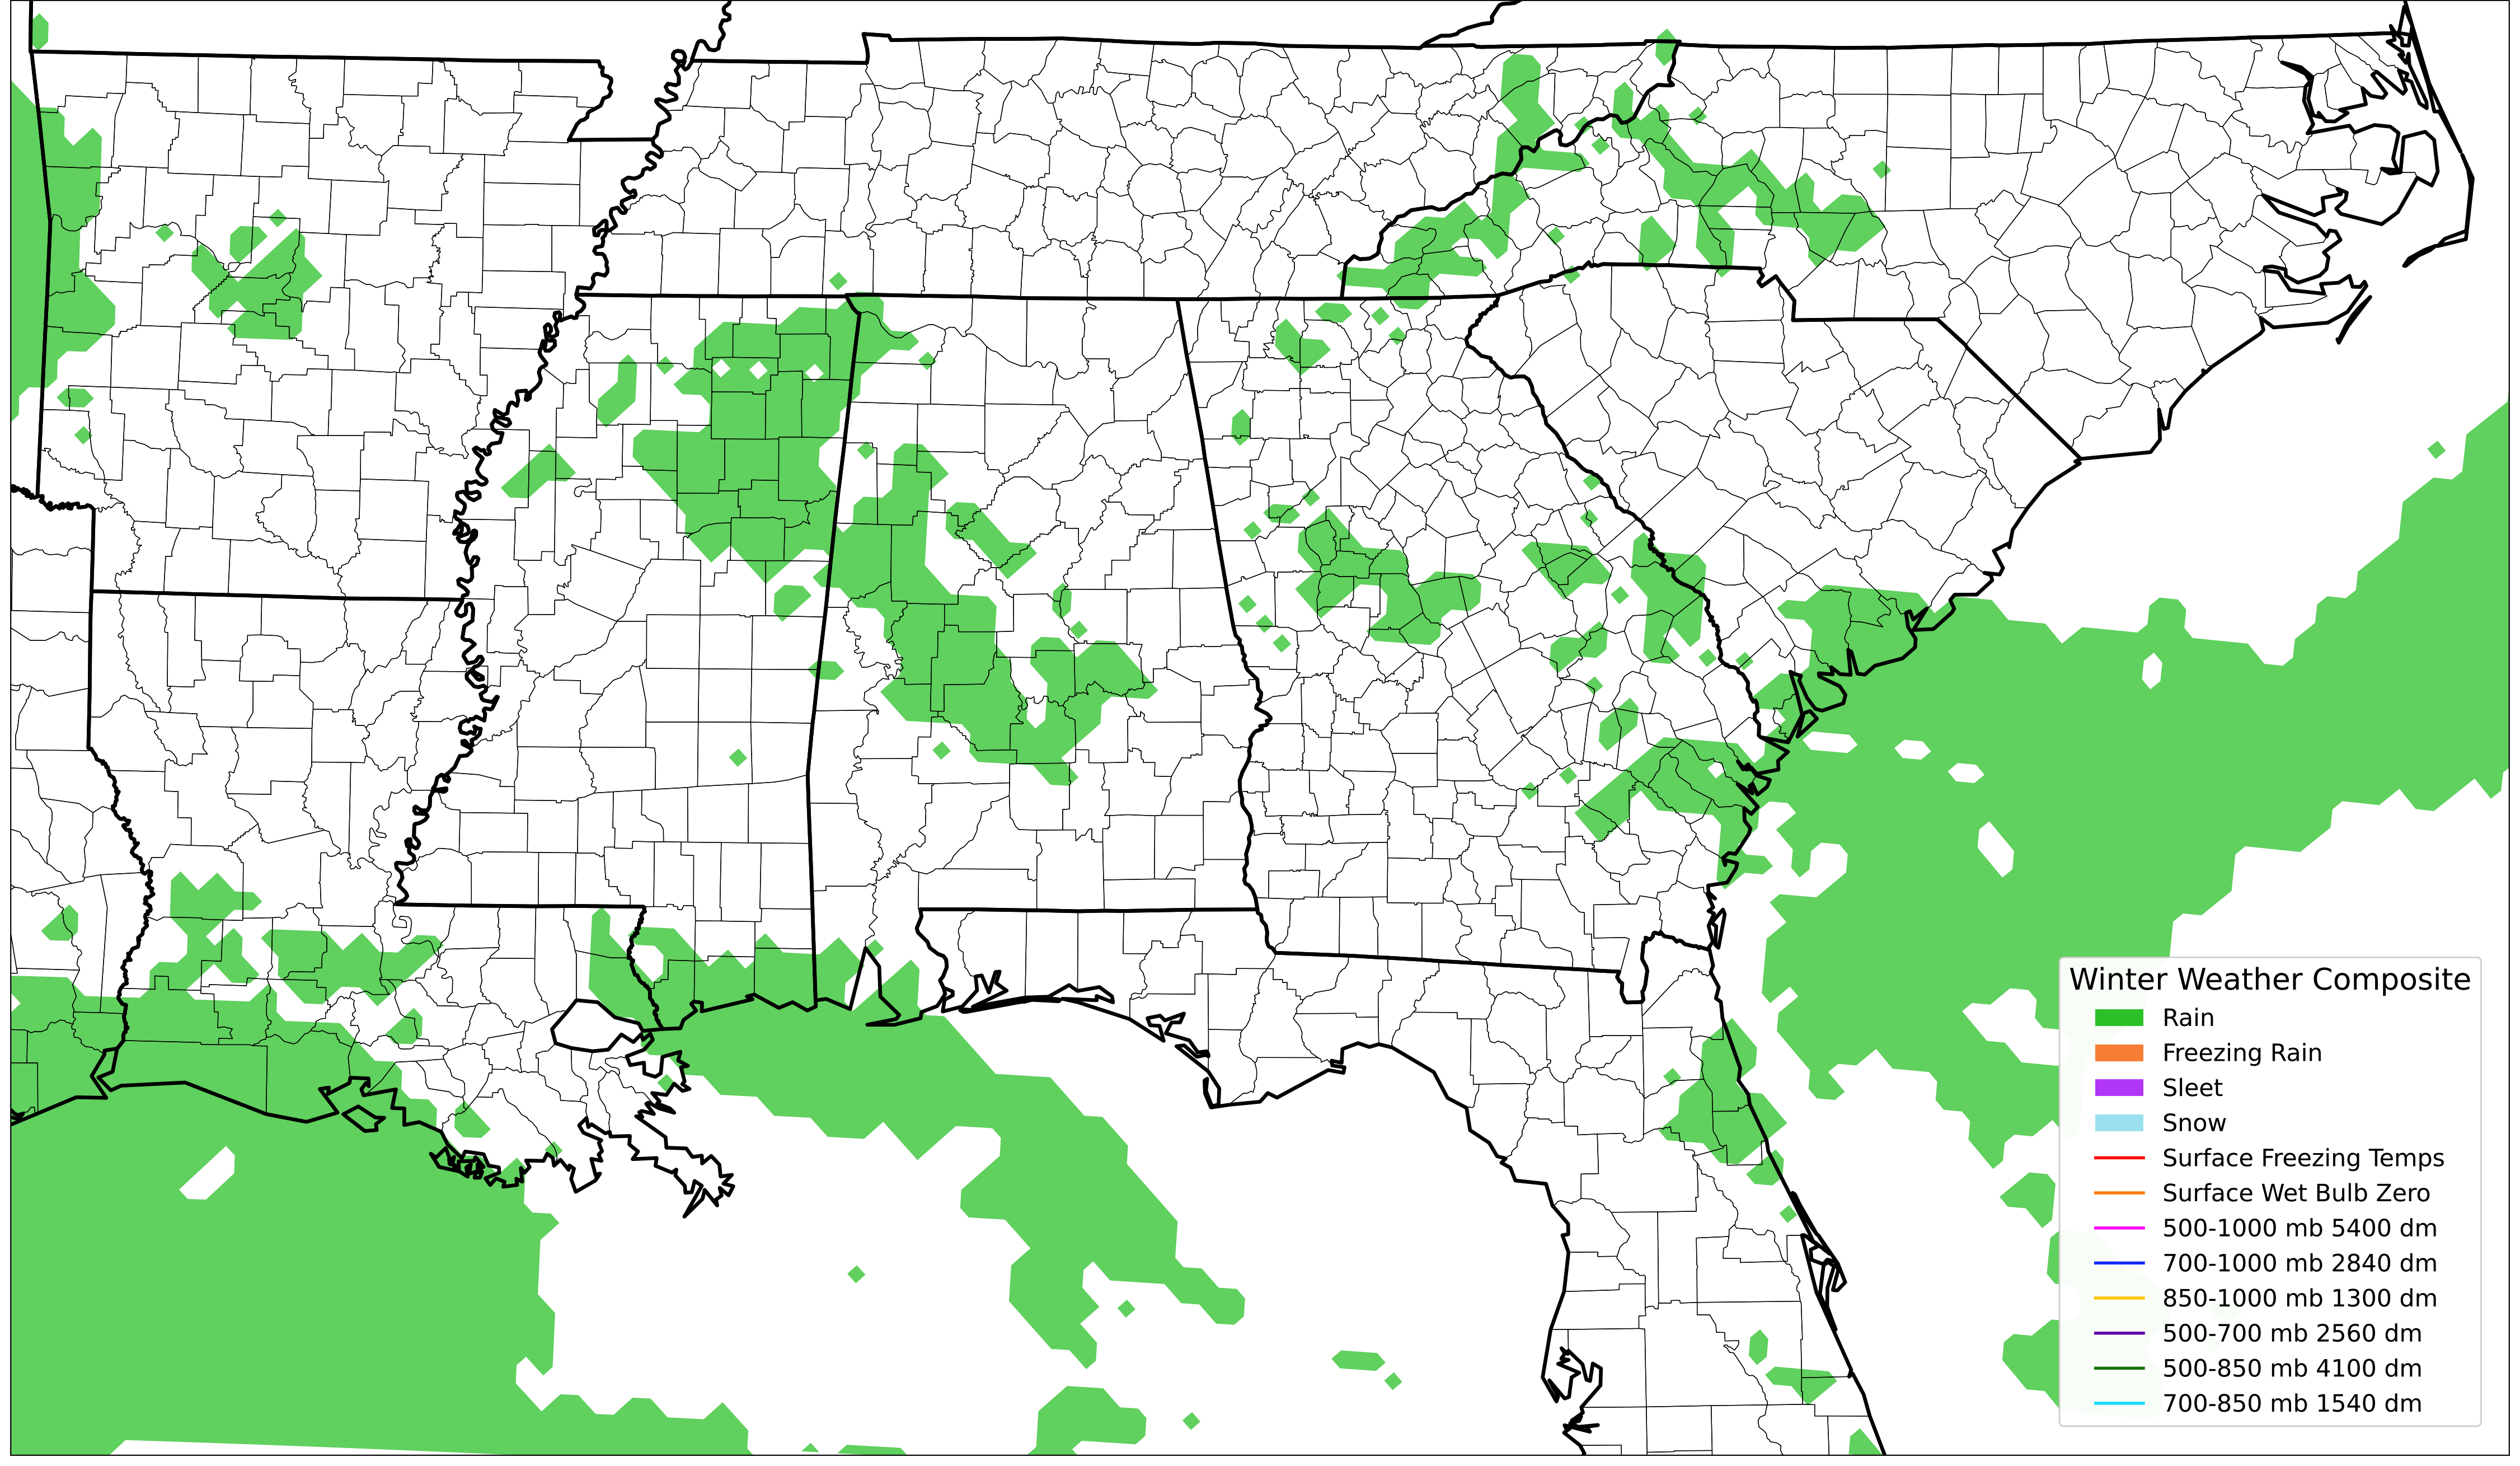 Winter Weather Composite
Rain
Freezing Rain
Sleet
Snow
Surface Freezing Temps
Surface Wet Bulb Zero
500-1000 mb 5400 dm
700-1000 mb 2840 dm
850-1000 mb 1300 dm
500-700 mb 2560 dm
500-850 mb 4100 dm
700-850 mb 1540 dm